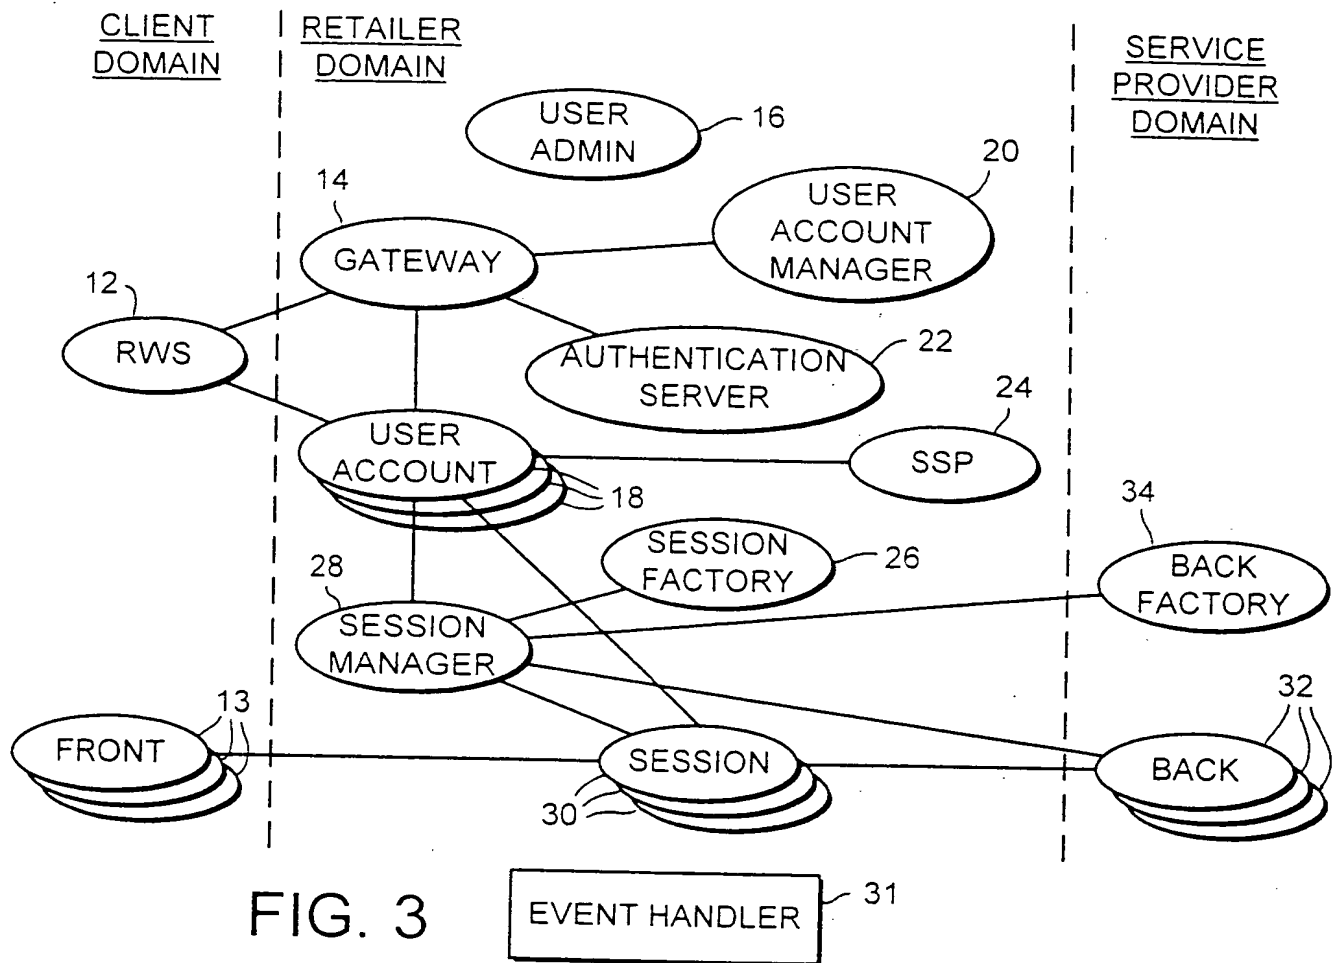 CLIENT
DOMAIN
RETAILER
DOMAIN
SERVICE
PROVIDER
DOMAIN
USER
ADMIN
16
20
USER
ACCOUNT
MANAGER
14
GATEWAY
12
RWS
AUTHENTICATION
SERVER
22
24
SSP
USER
ACCOUNT
18
34
BACK
FACTORY
SESSION
FACTORY
26
28
SESSION
MANAGER
13
FRONT
SESSION
30
32
BACK
EVENT HANDLER
31
FIG. 3